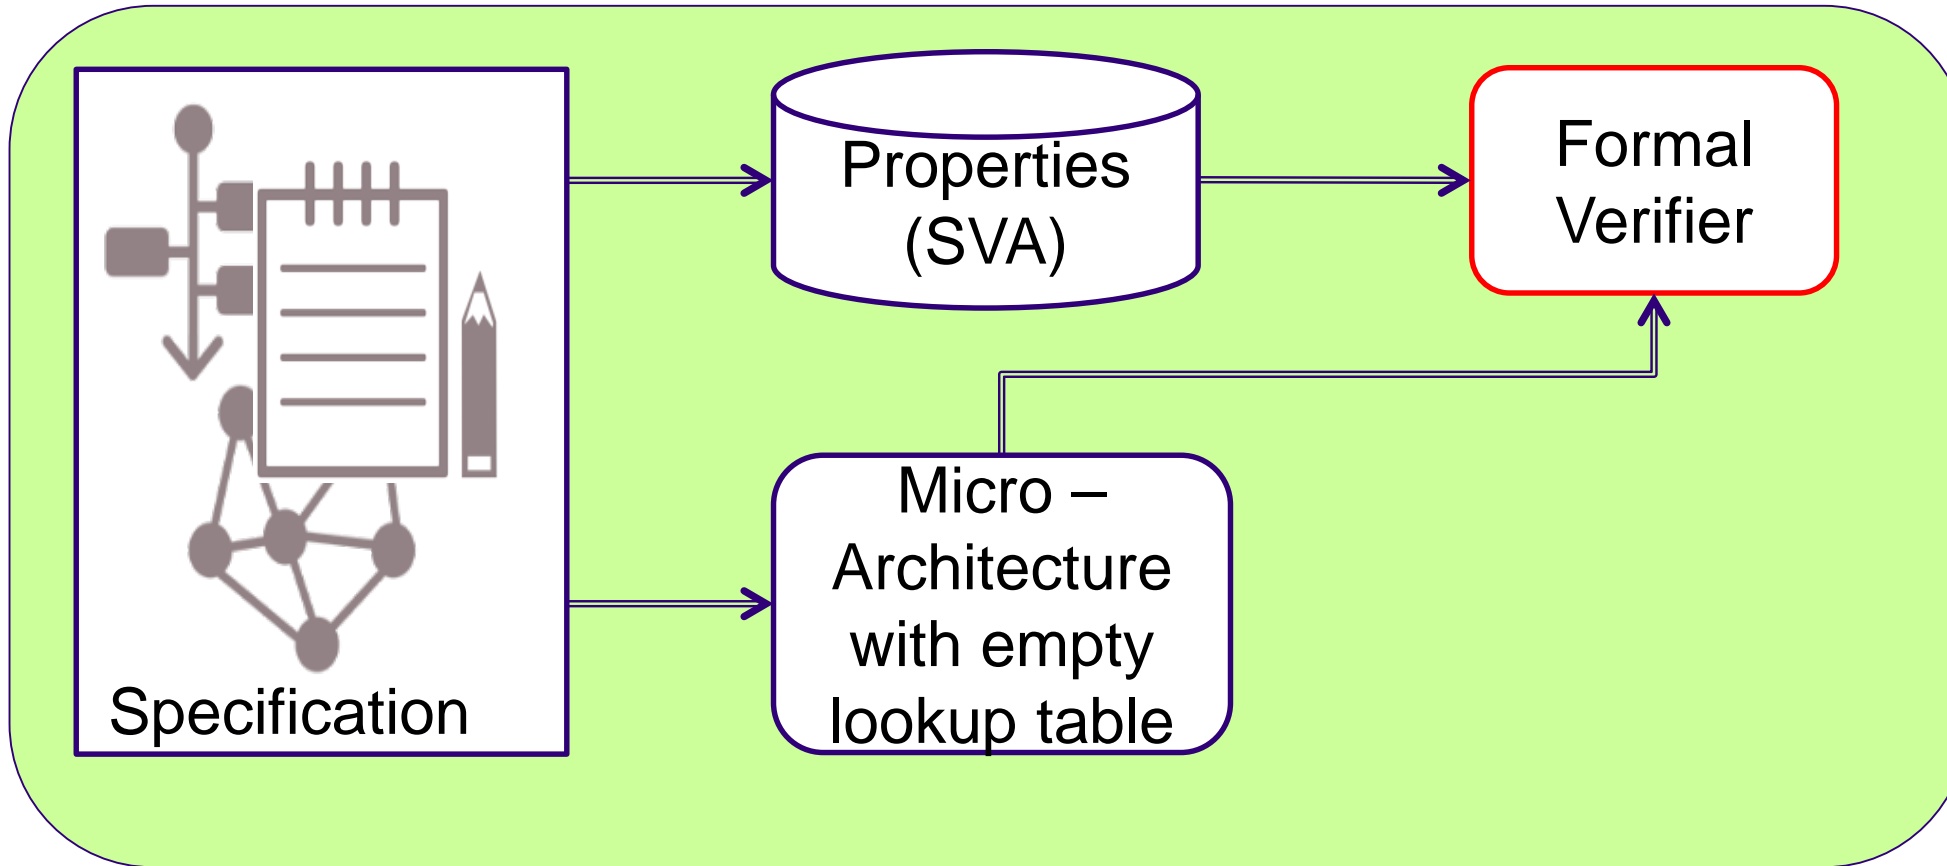 Properties
(SVA)
Formal
Verifier
Micro –
Architecture
with empty
lookup table
Specification